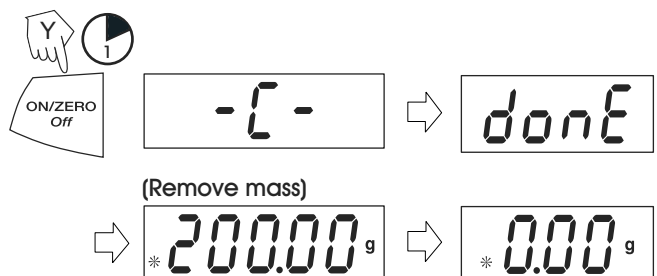 Y
1
ON/ZERO
Off
-C-
donE
(Remove mass)
* 200.00 g
* 0.00 g